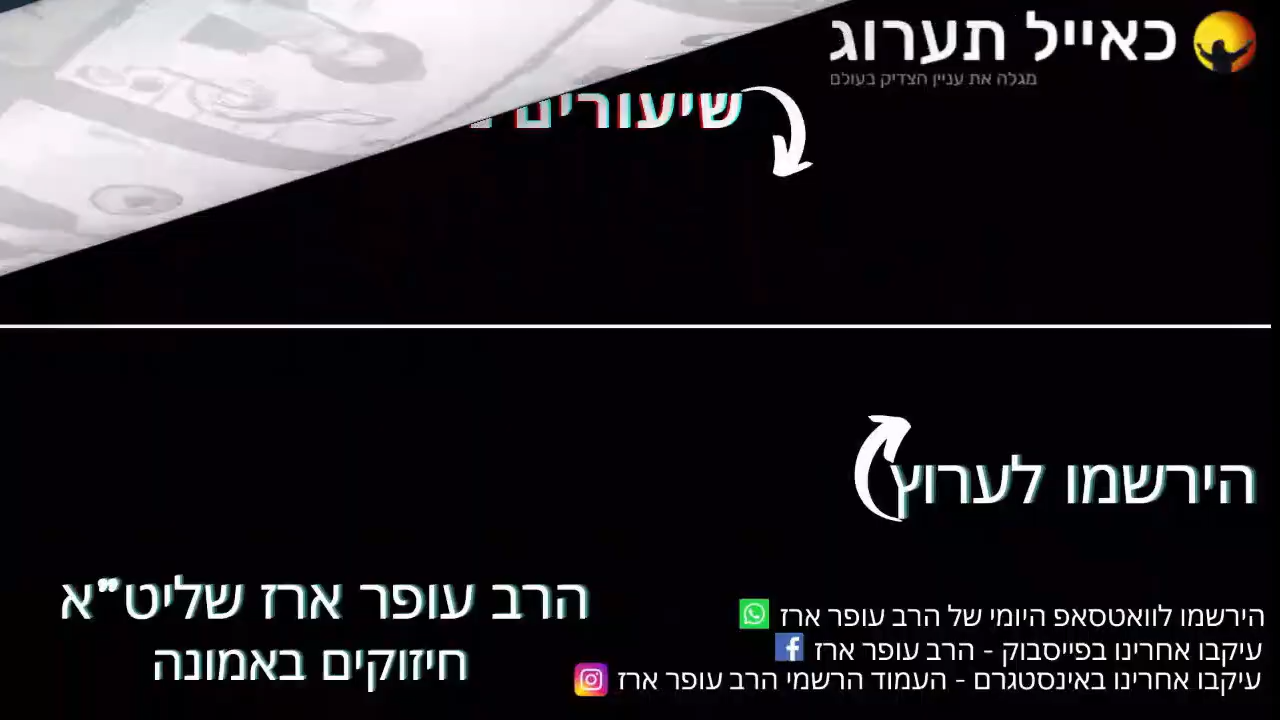 כאייל תערוג
מגלה את עניין הצדיק בעולם
שיעורים
הירשמו לערוץ
הרב עופר ארז שליט"א
חיזוקים באמונה
הירשמו לוואטסאפ היומי של הרב עופר ארז
עיקבו אחרינו בפייסבוק - הרב עופר ארז
עיקבו אחרינו באינסטגרם - העמוד הרשמי הרב עופר ארז